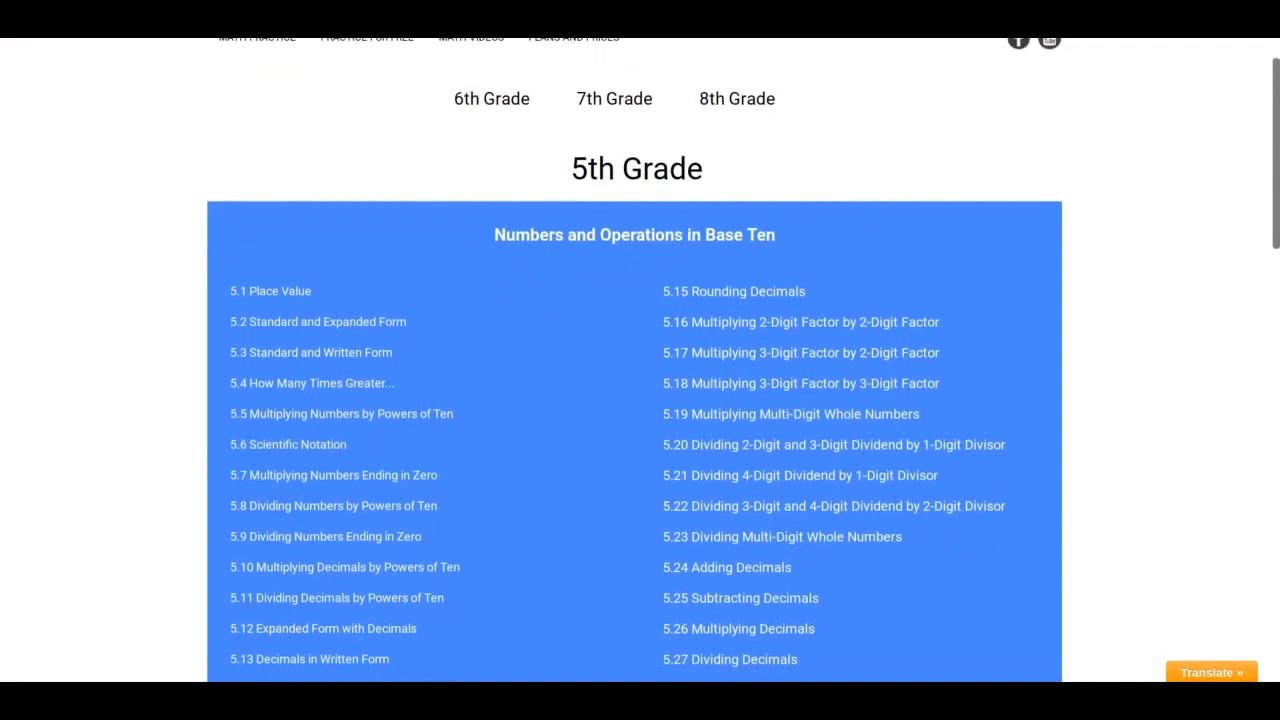 MATH PRACTICE PRACTICE FOR FREE MATH VIDEOS PLANS AND PRICES
6th Grade 7th Grade 8th Grade
5th Grade
Numbers and Operations in Base Ten
5.1 Place Value
5.2 Standard and Expanded Form
5.3 Standard and Written Form
5.4 How Many Times Greater...
5.5 Multiplying Numbers by Powers of Ten
5.6 Scientific Notation
5.7 Multiplying Numbers Ending in Zero
5.8 Dividing Numbers by Powers of Ten
5.9 Dividing Numbers Ending in Zero
5.10 Multiplying Decimals by Powers of Ten
5.11 Dividing Decimals by Powers of Ten
5.12 Expanded Form with Decimals
5.13 Decimals in Written Form
5.15 Rounding Decimals
5.16 Multiplying 2-Digit Factor by 2-Digit Factor
5.17 Multiplying 3-Digit Factor by 2-Digit Factor
5.18 Multiplying 3-Digit Factor by 3-Digit Factor
5.19 Multiplying Multi-Digit Whole Numbers
5.20 Dividing 2-Digit and 3-Digit Dividend by 1-Digit Divisor
5.21 Dividing 4-Digit Dividend by 1-Digit Divisor
5.22 Dividing 3-Digit and 4-Digit Dividend by 2-Digit Divisor
5.23 Dividing Multi-Digit Whole Numbers
5.24 Adding Decimals
5.25 Subtracting Decimals
5.26 Multiplying Decimals
5.27 Dividing Decimals
Translate »